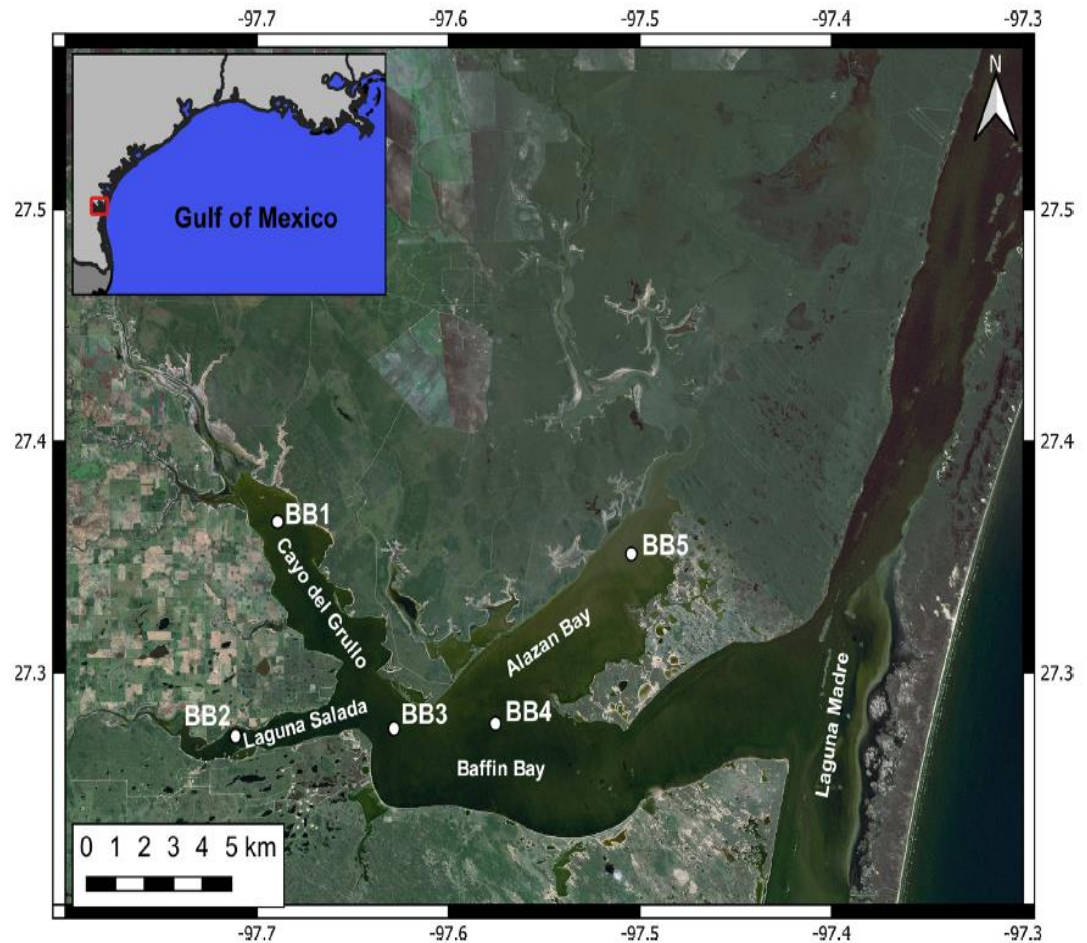 -97.7 -97.6 -97.5 -97.4 -97.3
N
Gulf of Mexico
27.5 27.5
27.4 27.4
BB1
Cayo del Grullo
BB5
Alazan Bay
27.3 27.3
BB2
Laguna Salada
BB3
BB4
Baffin Bay
Laguna Madre
0 1 2 3 4 5 km
-97.7 -97.6 -97.5 -97.4 -97.3